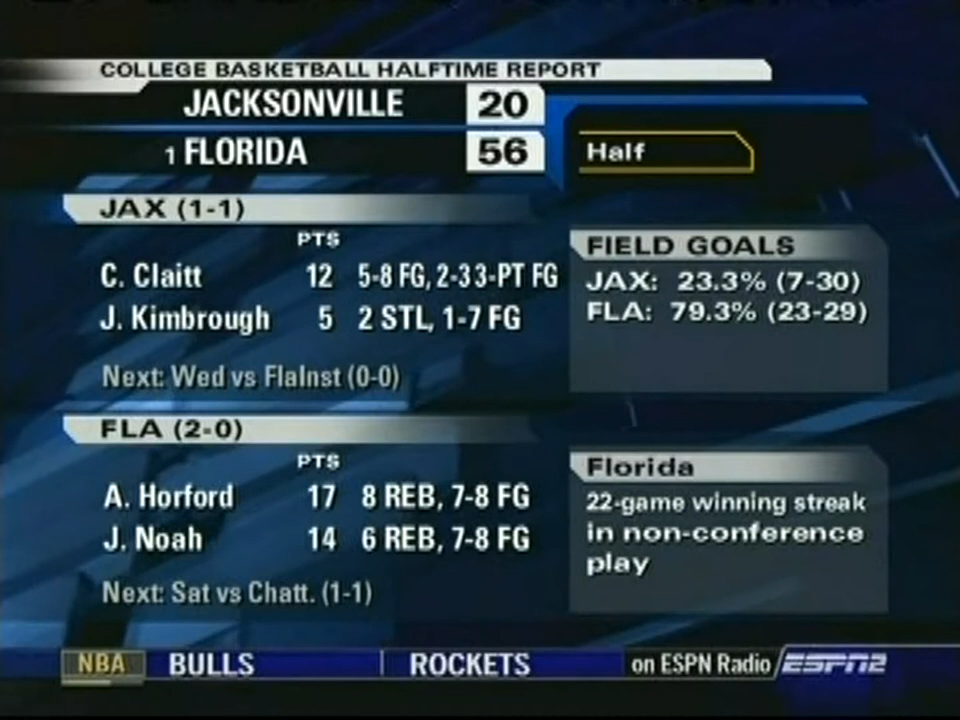 COLLEGE BASKETBALL HALFTIME REPORT
JACKSONVILLE 20
1 FLORIDA 56
Half
JAX (1-1)
PTS
C. Claitt 12 5-8 FG, 2-3 3-PT FG
J. Kimbrough 5 2 STL, 1-7 FG
Next: Wed vs FlaInst (0-0)
FIELD GOALS
JAX: 23.3% (7-30)
FLA: 79.3% (23-29)
FLA (2-0)
PTS
A. Horford 17 8 REB, 7-8 FG
J. Noah 14 6 REB, 7-8 FG
Next: Sat vs Chatt. (1-1)
Florida
22-game winning streak
in non-conference
play
NBA BULLS ROCKETS on ESPN Radio ESPN2